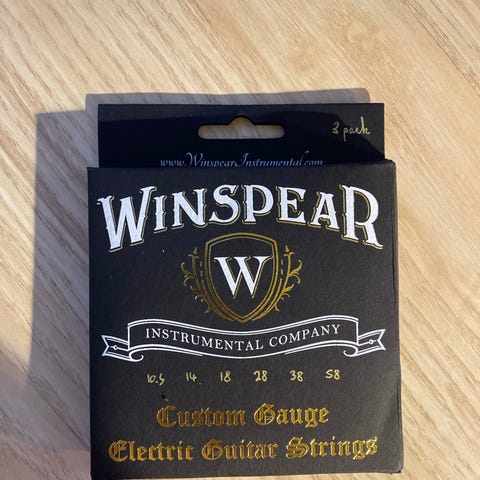 3 pack
www.WinspearInstrumental.com
WINSPEAR
W
INSTRUMENTAL COMPANY
10.5 14 18 28 38 58
Custom Gauge
Electric Guitar Strings